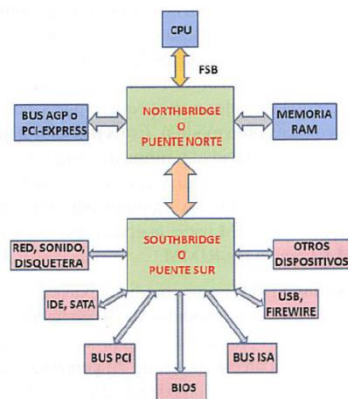 CPU
FSB
BUS AGP o
PCI-EXPRESS
NORTHBRIDGE
O
PUENTE NORTE
MEMORIA
RAM
RED, SONIDO,
DISQUETERA
SOUTHBRIDGE
O
PUENTE SUR
OTROS
DISPOSITIVOS
IDE, SATA
USB,
FIREWIRE
BUS PCI
BUS ISA
BIOS